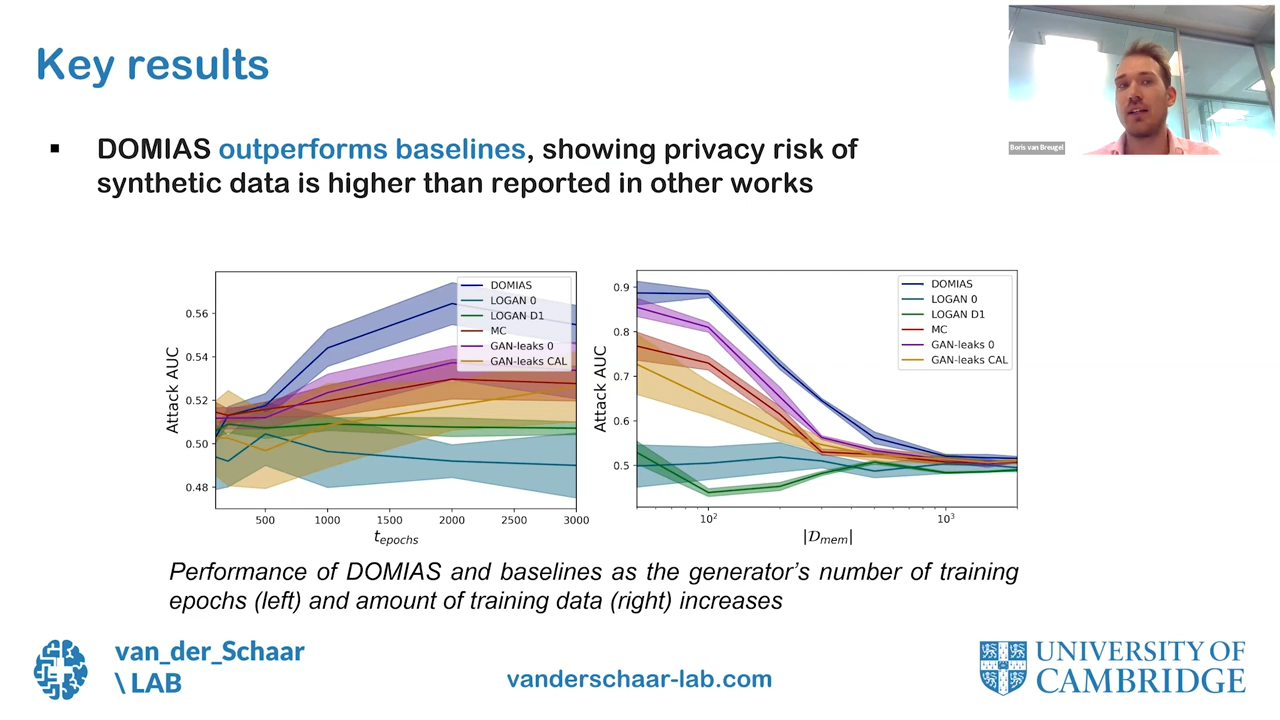 Key results
Boris van Breugel
▪ DOMIAS outperforms baselines, showing privacy risk of
synthetic data is higher than reported in other works
Attack AUC
0.56
0.54
0.52
0.50
0.48
500 1000 1500 2000 2500 3000
t_epochs
DOMIAS
LOGAN 0
LOGAN D1
MC
GAN-leaks 0
GAN-leaks CAL
Attack AUC
0.9
0.8
0.7
0.6
0.5
10² 10³
|𝒟_mem|
DOMIAS
LOGAN 0
LOGAN D1
MC
GAN-leaks 0
GAN-leaks CAL
Performance of DOMIAS and baselines as the generator's number of training
epochs (left) and amount of training data (right) increases
van_der_Schaar
\ LAB
vanderschaar-lab.com
UNIVERSITY OF
CAMBRIDGE